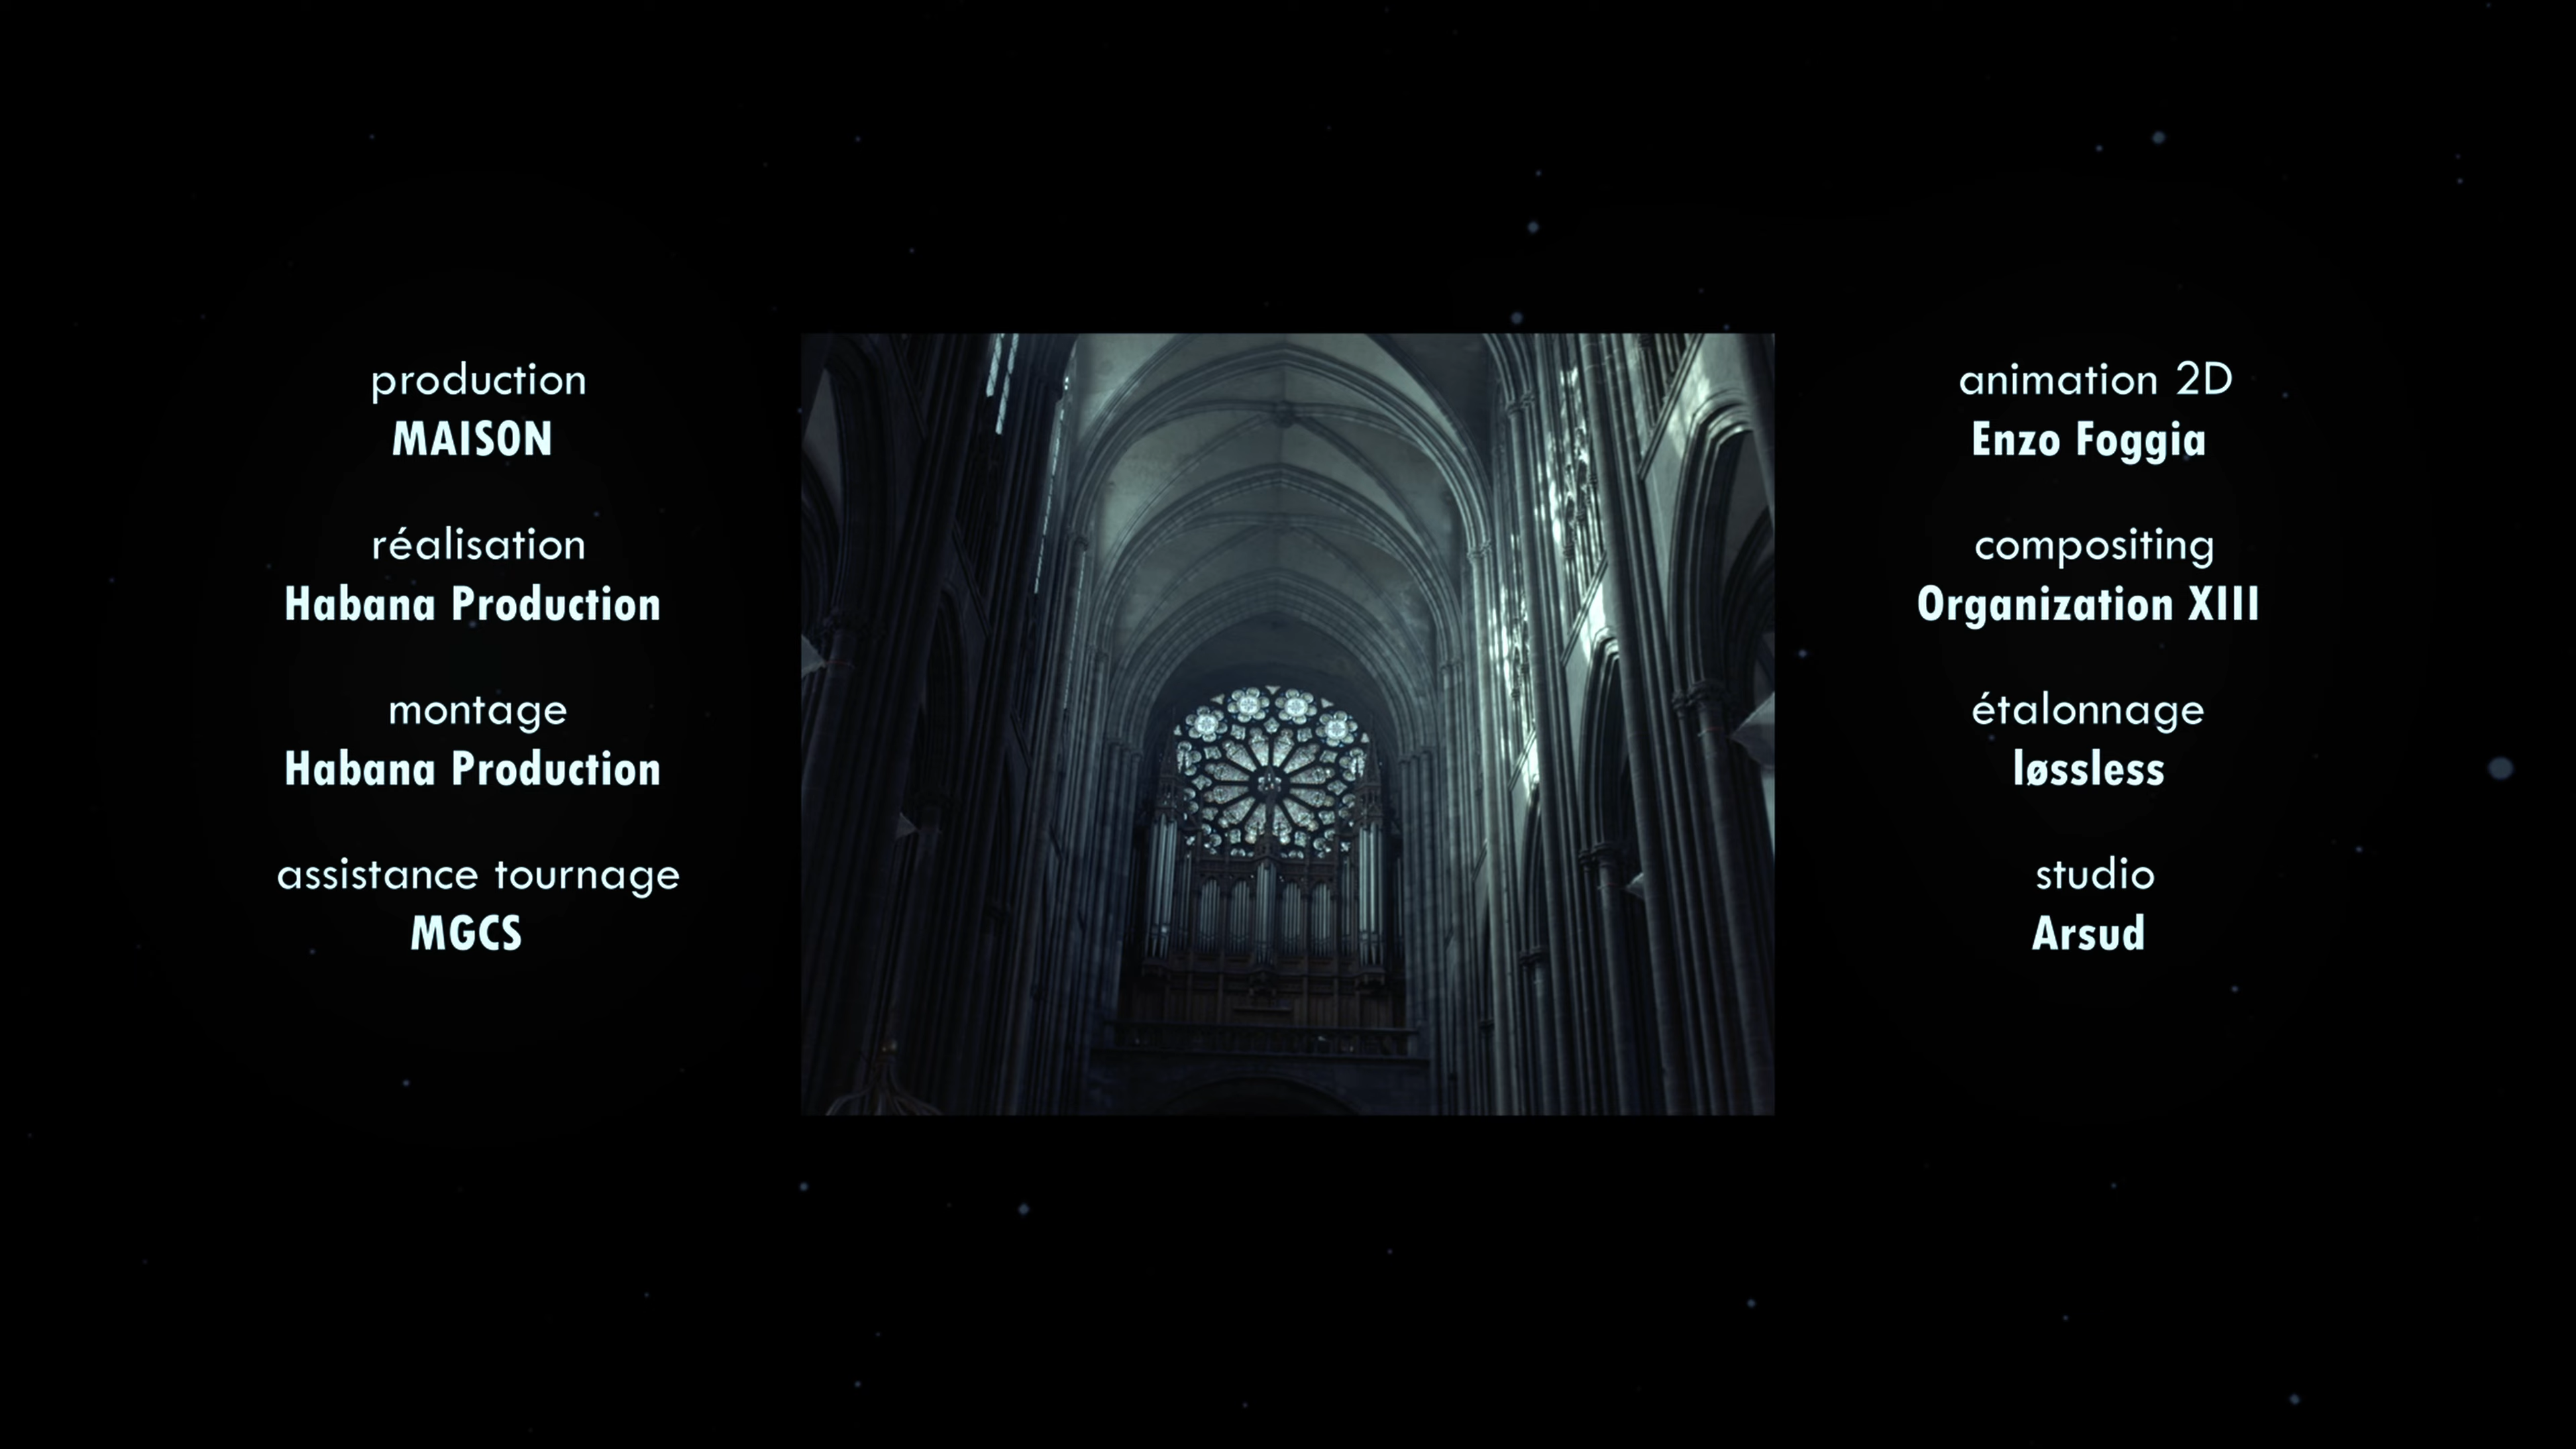 production
MAISON
réalisation
Habana Production
montage
Habana Production
assistance tournage
MGCS
animation 2D
Enzo Foggia
compositing
Organization XIII
étalonnage
løssless
studio
Arsud